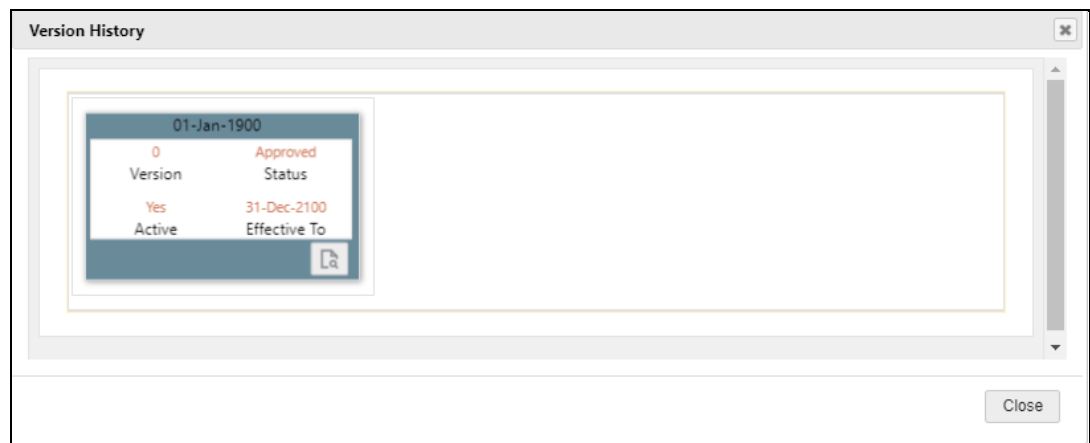 Version History
01-Jan-1900
0 Approved
Version Status
Yes 31-Dec-2100
Active Effective To
Close